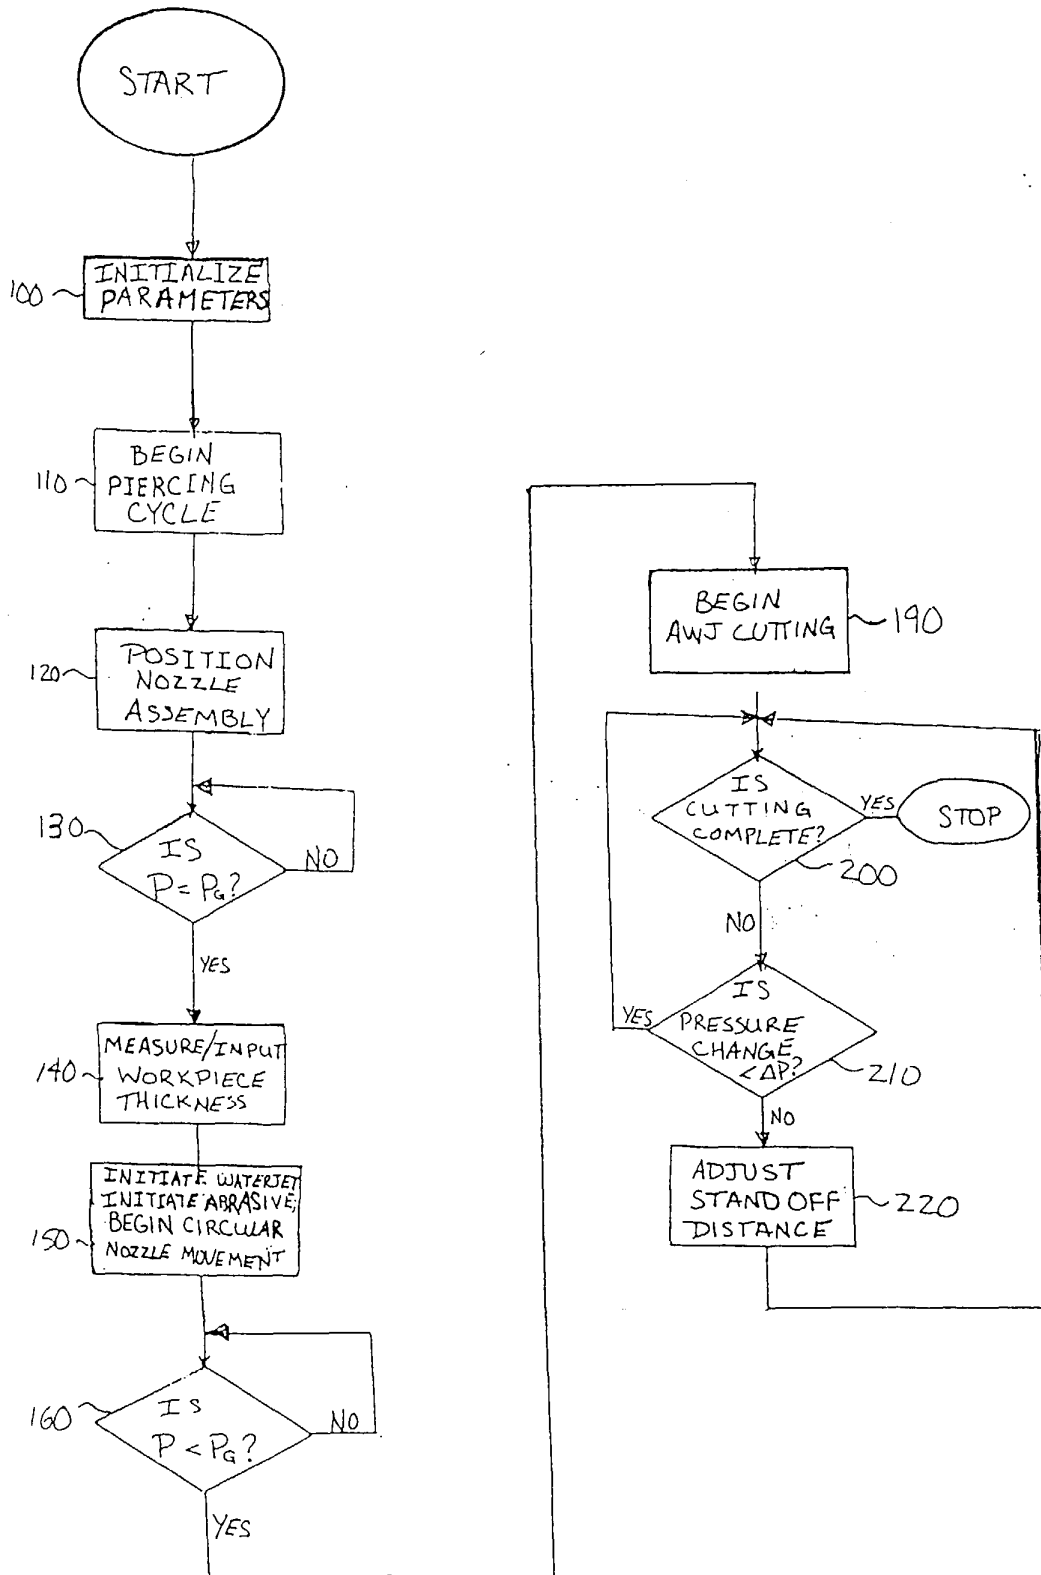 START
100
INITIALIZE
PARAMETERS
110
BEGIN
PIERCING
CYCLE
120
POSITION
NOZZLE
ASSEMBLY
130
IS
P = PG?
NO
YES
140
MEASURE/INPUT
WORKPIECE
THICKNESS
150
INITIATE WATERJET
INITIATE ABRASIVE;
BEGIN CIRCULAR
NOZZLE MOVEMENT
160
IS
P < PG?
NO
YES
BEGIN
AWJ CUTTING
190
IS
CUTTING
COMPLETE?
YES
STOP
200
NO
IS
PRESSURE
CHANGE
< ΔP?
YES
210
NO
ADJUST
STAND OFF
DISTANCE
220